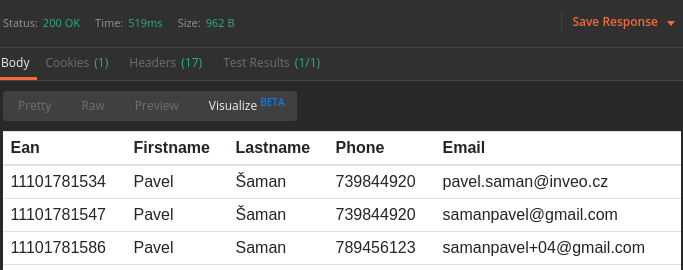 Status: 200 OK Time: 519ms Size: 962 B Save Response
Body Cookies (1) Headers (17) Test Results (1/1)
Pretty Raw Preview Visualize BETA
Ean Firstname Lastname Phone Email
11101781534 Pavel Šaman 739844920 pavel.saman@inveo.cz
11101781547 Pavel Šaman 739844920 samanpavel@gmail.com
11101781586 Pavel Saman 789456123 samanpavel+04@gmail.com